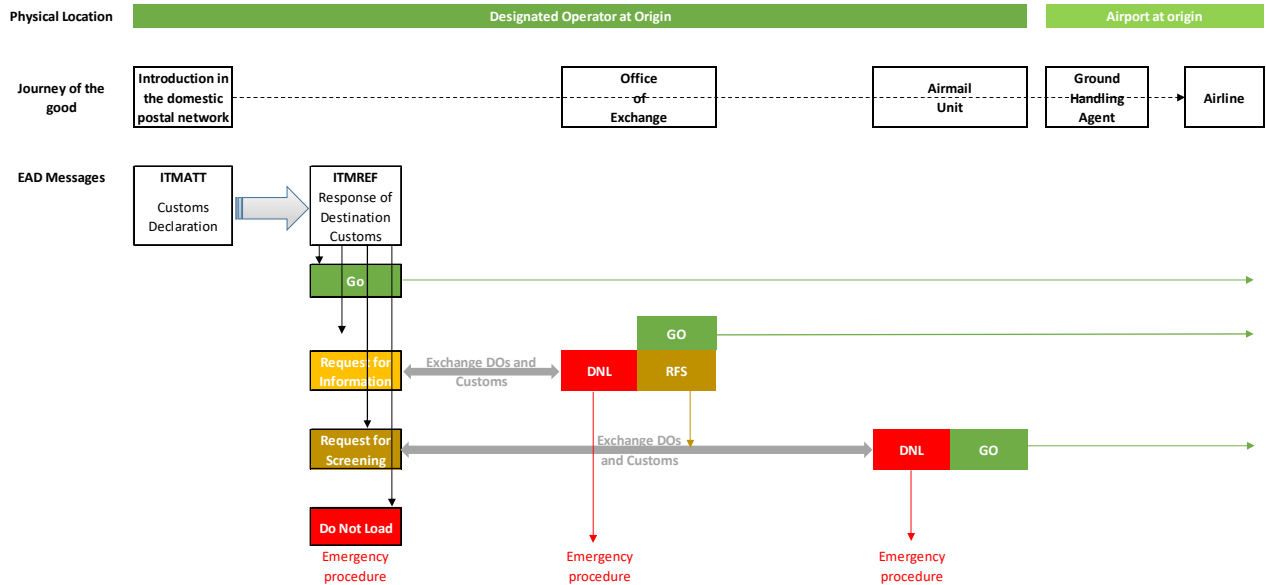 Physical Location
Designated Operator at Origin
Airport at origin
Journey of the
good
Introduction in
the domestic
postal network
Office
of
Exchange
Airmail
Unit
Ground
Handling
Agent
Airline
EAD Messages
ITMATT
Customs
Declaration
ITMREF
Response of
Destination
Customs
Go
GO
Request for
Information
Exchange DOs and
Customs
DNL
RFS
Request for
Screening
Exchange DOs
and Customs
DNL
GO
Do Not Load
Emergency
procedure
Emergency
procedure
Emergency
procedure